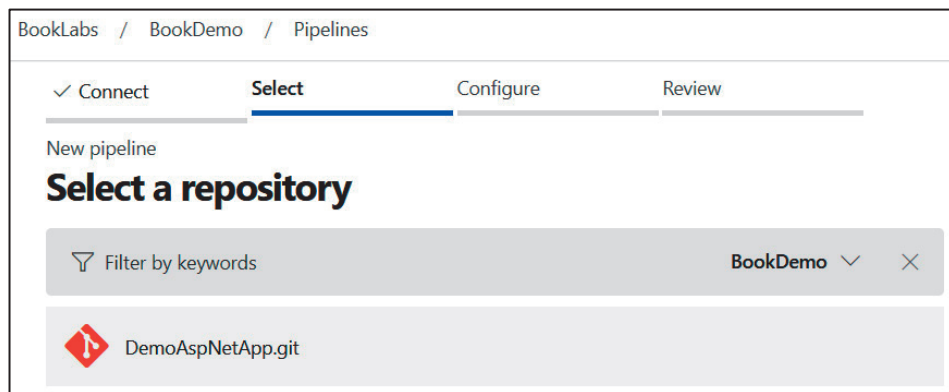 BookLabs / BookDemo / Pipelines
Connect Select Configure Review
New pipeline
Select a repository
Filter by keywords BookDemo
DemoAspNetApp.git